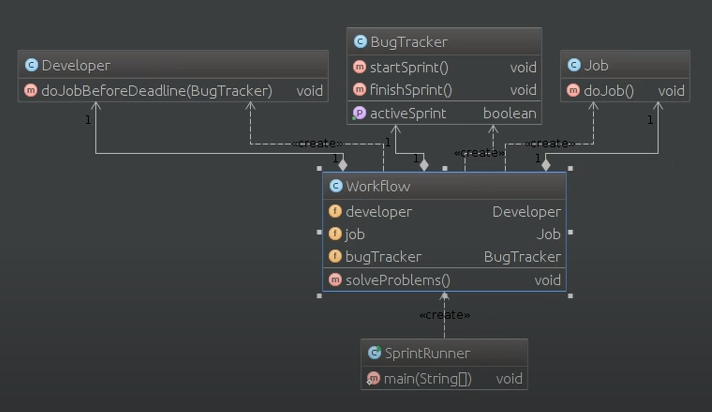 BugTracker
startSprint() void
finishSprint() void
activeSprint boolean
Developer
doJobBeforeDeadline(BugTracker) void
Job
doJob() void
1
1
1
«create»
«create»
«create»
1
1
1
Workflow
developer Developer
job Job
bugTracker BugTracker
solveProblems() void
«create»
SprintRunner
main(String[]) void